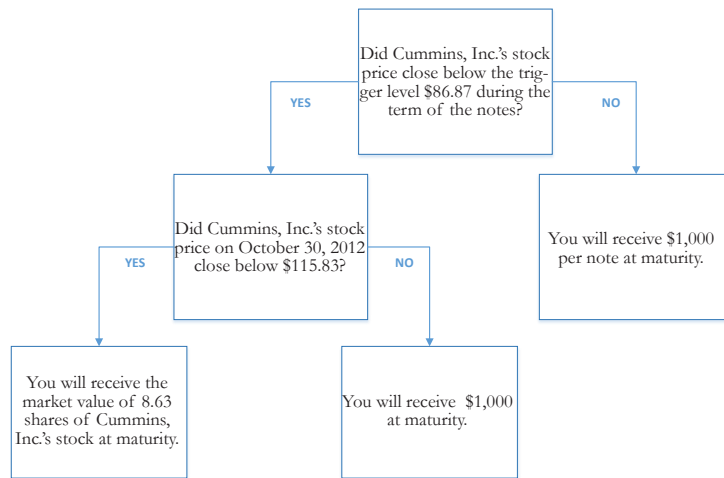 Did Cummins, Inc.'s stock
price close below the trig-
ger level $86.87 during the
term of the notes?
YES
NO
Did Cummins, Inc.'s stock
price on October 30, 2012
close below $115.83?
You will receive $1,000
per note at maturity.
YES
NO
You will receive the
market value of 8.63
shares of Cummins,
Inc.'s stock at maturity.
You will receive  $1,000
at maturity.